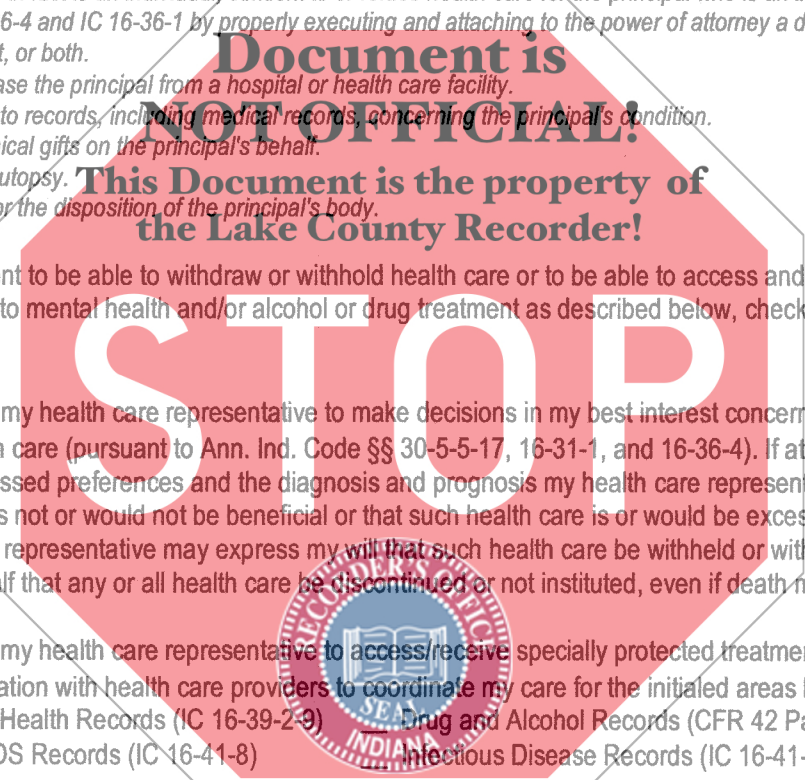 6-4 and IC 16-36-1 by properly executing and attaching to the power of attorney a d
t, or both.
Document is
ase the principal from a hospital or health care facility.
to records, including medical records, concerning the principal's condition.
NOT OFFICIAL!
ical gifts on the principal's behalf.
utopsy.
This Document is the property of
or the disposition of the principal's body.
the Lake County Recorder!
nt to be able to withdraw or withhold health care or to be able to access and
to mental health and/or alcohol or drug treatment as described below, check
STOP
my health care representative to make decisions in my best interest concern
care (pursuant to Ann. Ind. Code §§ 30-5-5-17, 16-31-1, and 16-36-4). If at
ssed preferences and the diagnosis and prognosis my health care represent
s not or would not be beneficial or that such health care is or would be exces
representative may express my will that such health care be withheld or with
lf that any or all health care be discontinued or not instituted, even if death
RECORDER'S OFFICE
SEAL
INDIANA
my health care representative to access/receive specially protected treatmen
ation with health care providers to coordinate my care for the initialed areas
Health Records (IC 16-39-2-9) __ Drug and Alcohol Records (CFR 42 Pa
DS Records (IC 16-41-8) __ Infectious Disease Records (IC 16-41-